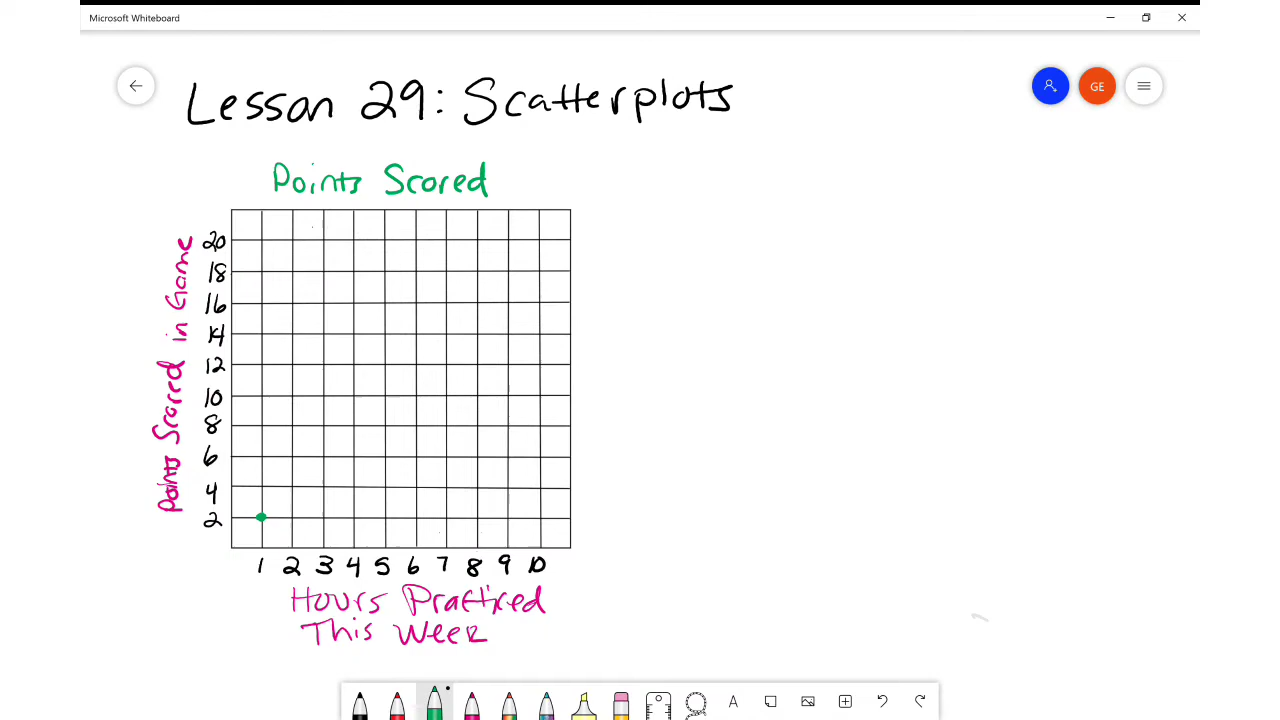 Microsoft Whiteboard
GE
Lesson 29: Scatterplots
Points Scored
Points Scored in Game
20
18
16
14
12
10
8
6
4
2
1 2 3 4 5 6 7 8 9 10
Hours Practiced
This Week
A